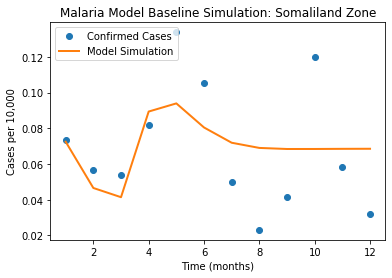 Malaria Model Baseline Simulation: Somaliland Zone
Confirmed Cases
Model Simulation
Cases per 10,000
0.12
0.10
0.08
0.06
0.04
0.02
2 4 6 8 10 12
Time (months)